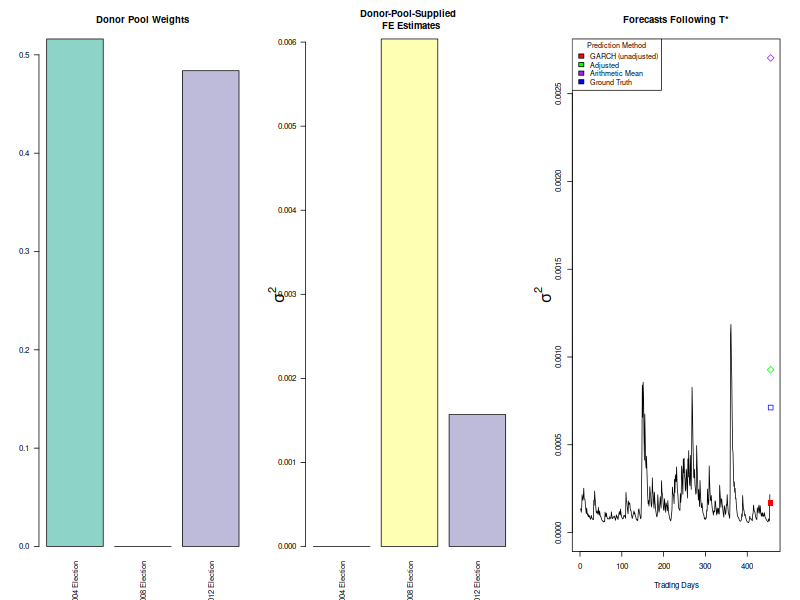 Donor Pool Weights
0.5
0.4
0.3
0.2
0.1
0.0
004 Election
008 Election
012 Election
Donor-Pool-Supplied
FE Estimates
σ²
0.006
0.005
0.004
0.003
0.002
0.001
0.000
004 Election
008 Election
012 Election
Forecasts Following T*
Prediction Method
GARCH (unadjusted)
Adjusted
Arithmetic Mean
Ground Truth
σ²
0.0025
0.0020
0.0015
0.0010
0.0005
0.0000
0 100 200 300 400
Trading Days